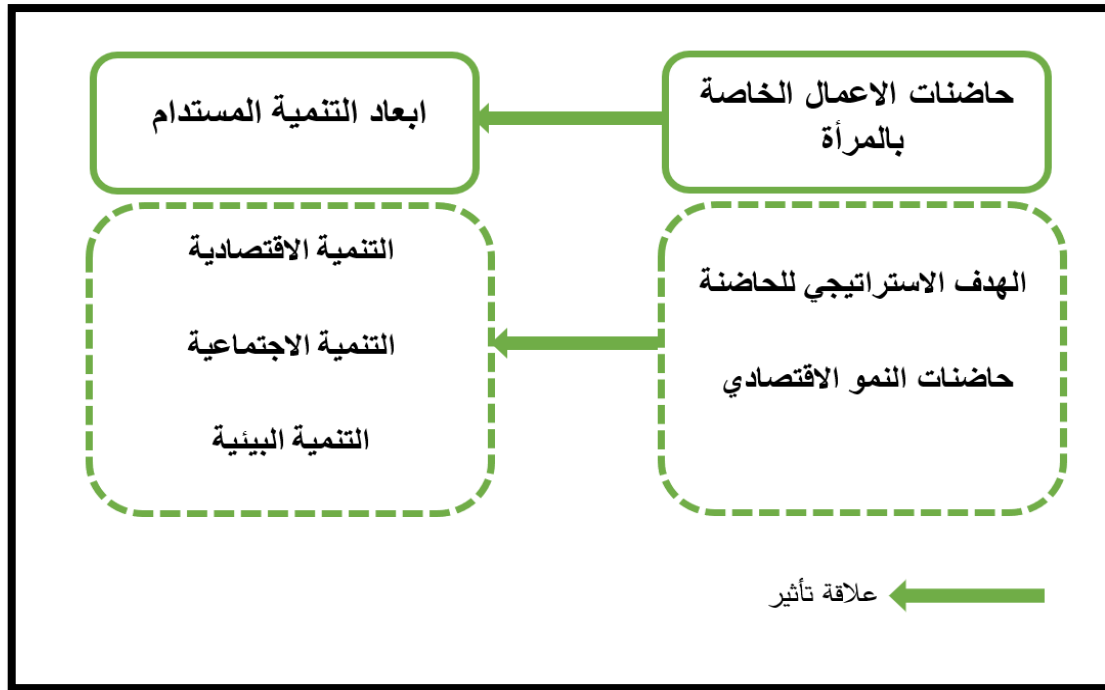 حاضنات الاعمال الخاصة
بالمرأة
ابعاد التنمية المستدام
الهدف الاستراتيجي للحاضنة
حاضنات النمو الاقتصادي
التنمية الاقتصادية
التنمية الاجتماعية
التنمية البيئية
علاقة تأثير